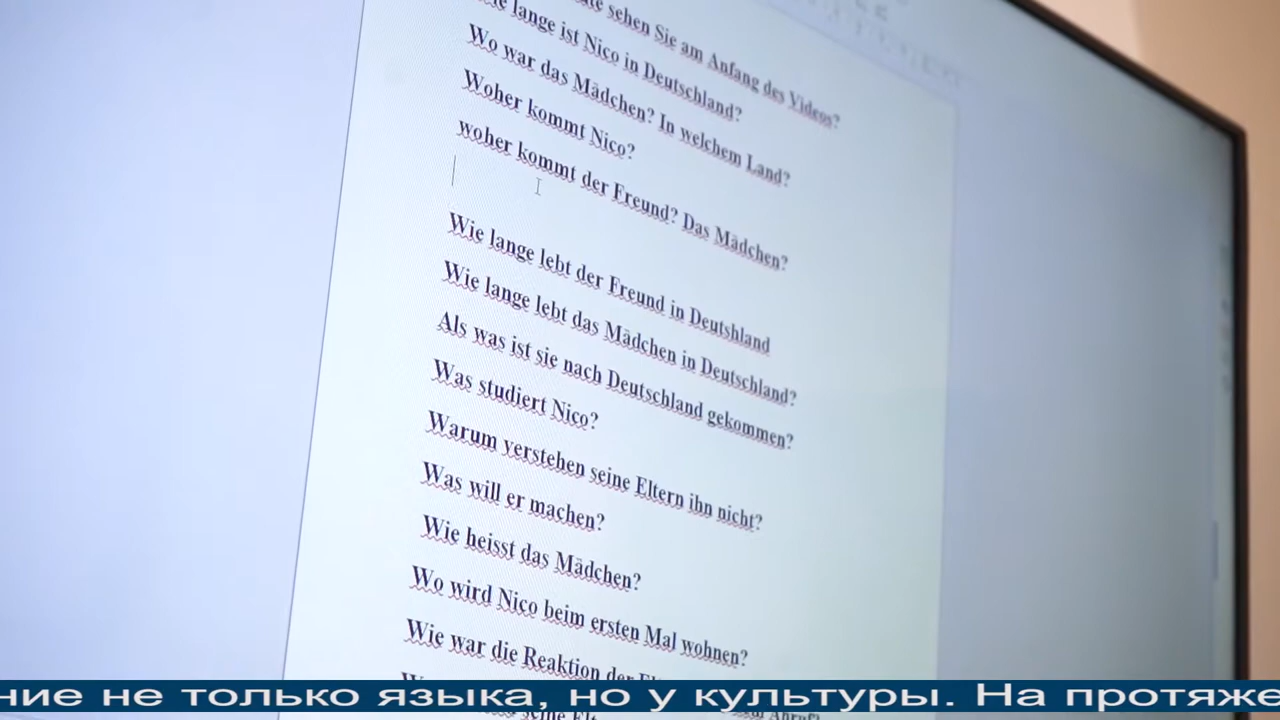 sehen Sie am Anfang des Videos?
lange ist Nico in Deutschland?
Wo war das Mädchen? In welchem Land?
Woher kommt Nico?
woher kommt der Freund? Das Mädchen?
Wie lange lebt der Freund in Deutshland
Wie lange lebt das Mädchen in Deutschland?
Als was ist sie nach Deutschland gekommen?
Was studiert Nico?
Warum verstehen seine Eltern ihn nicht?
Was will er machen?
Wie heisst das Mädchen?
Wo wird Nico beim ersten Mal wohnen?
Wie war die Reaktion der
seine
ние не только языка, но у культуры. На протяже